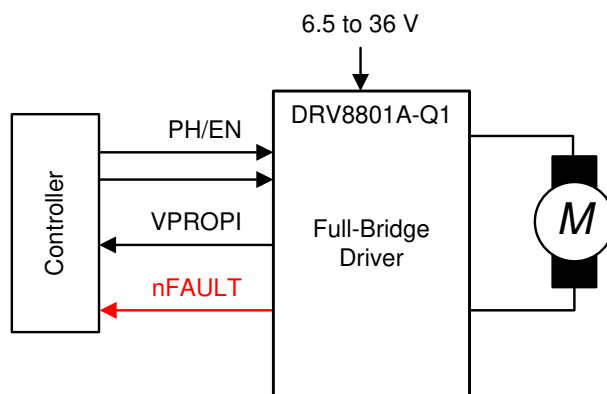 6.5 to 36 V
DRV8801A-Q1
PH/EN
VPROPI
nFAULT
Controller
Full-Bridge
Driver
M